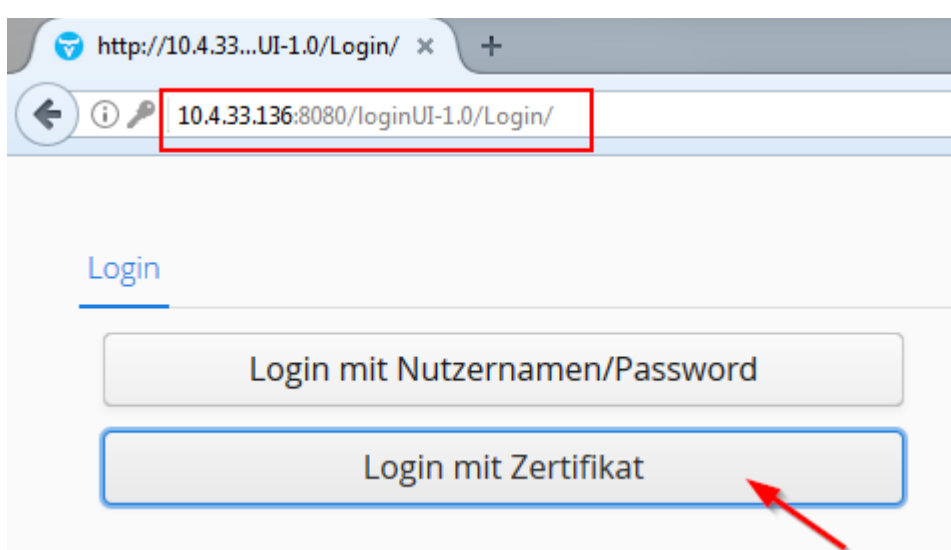 http://10.4.33...UI-1.0/Login/
10.4.33.136:8080/loginUI-1.0/Login/
Login
Login mit Nutzernamen/Password
Login mit Zertifikat